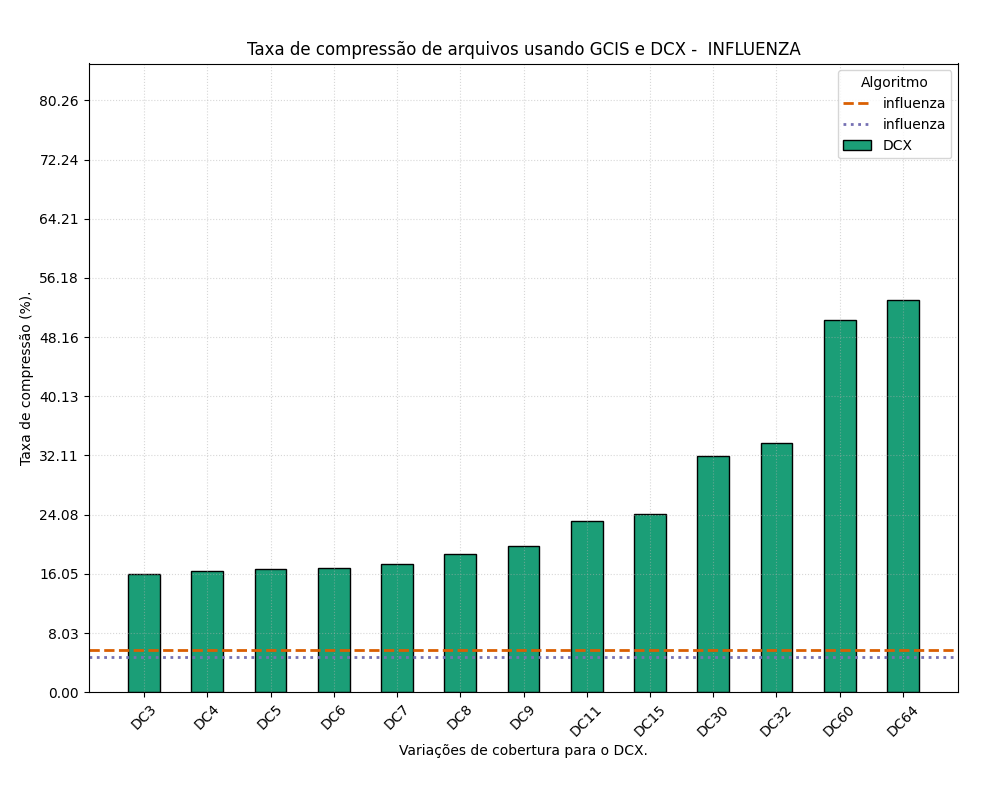 Taxa de compressão de arquivos usando GCIS e DCX -  INFLUENZA
Algoritmo
influenza
influenza
DCX
Taxa de compressão (%).
80.26
72.24
64.21
56.18
48.16
40.13
32.11
24.08
16.05
8.03
0.00
DC3 DC4 DC5 DC6 DC7 DC8 DC9 DC11 DC15 DC30 DC32 DC60 DC64
Variações de cobertura para o DCX.